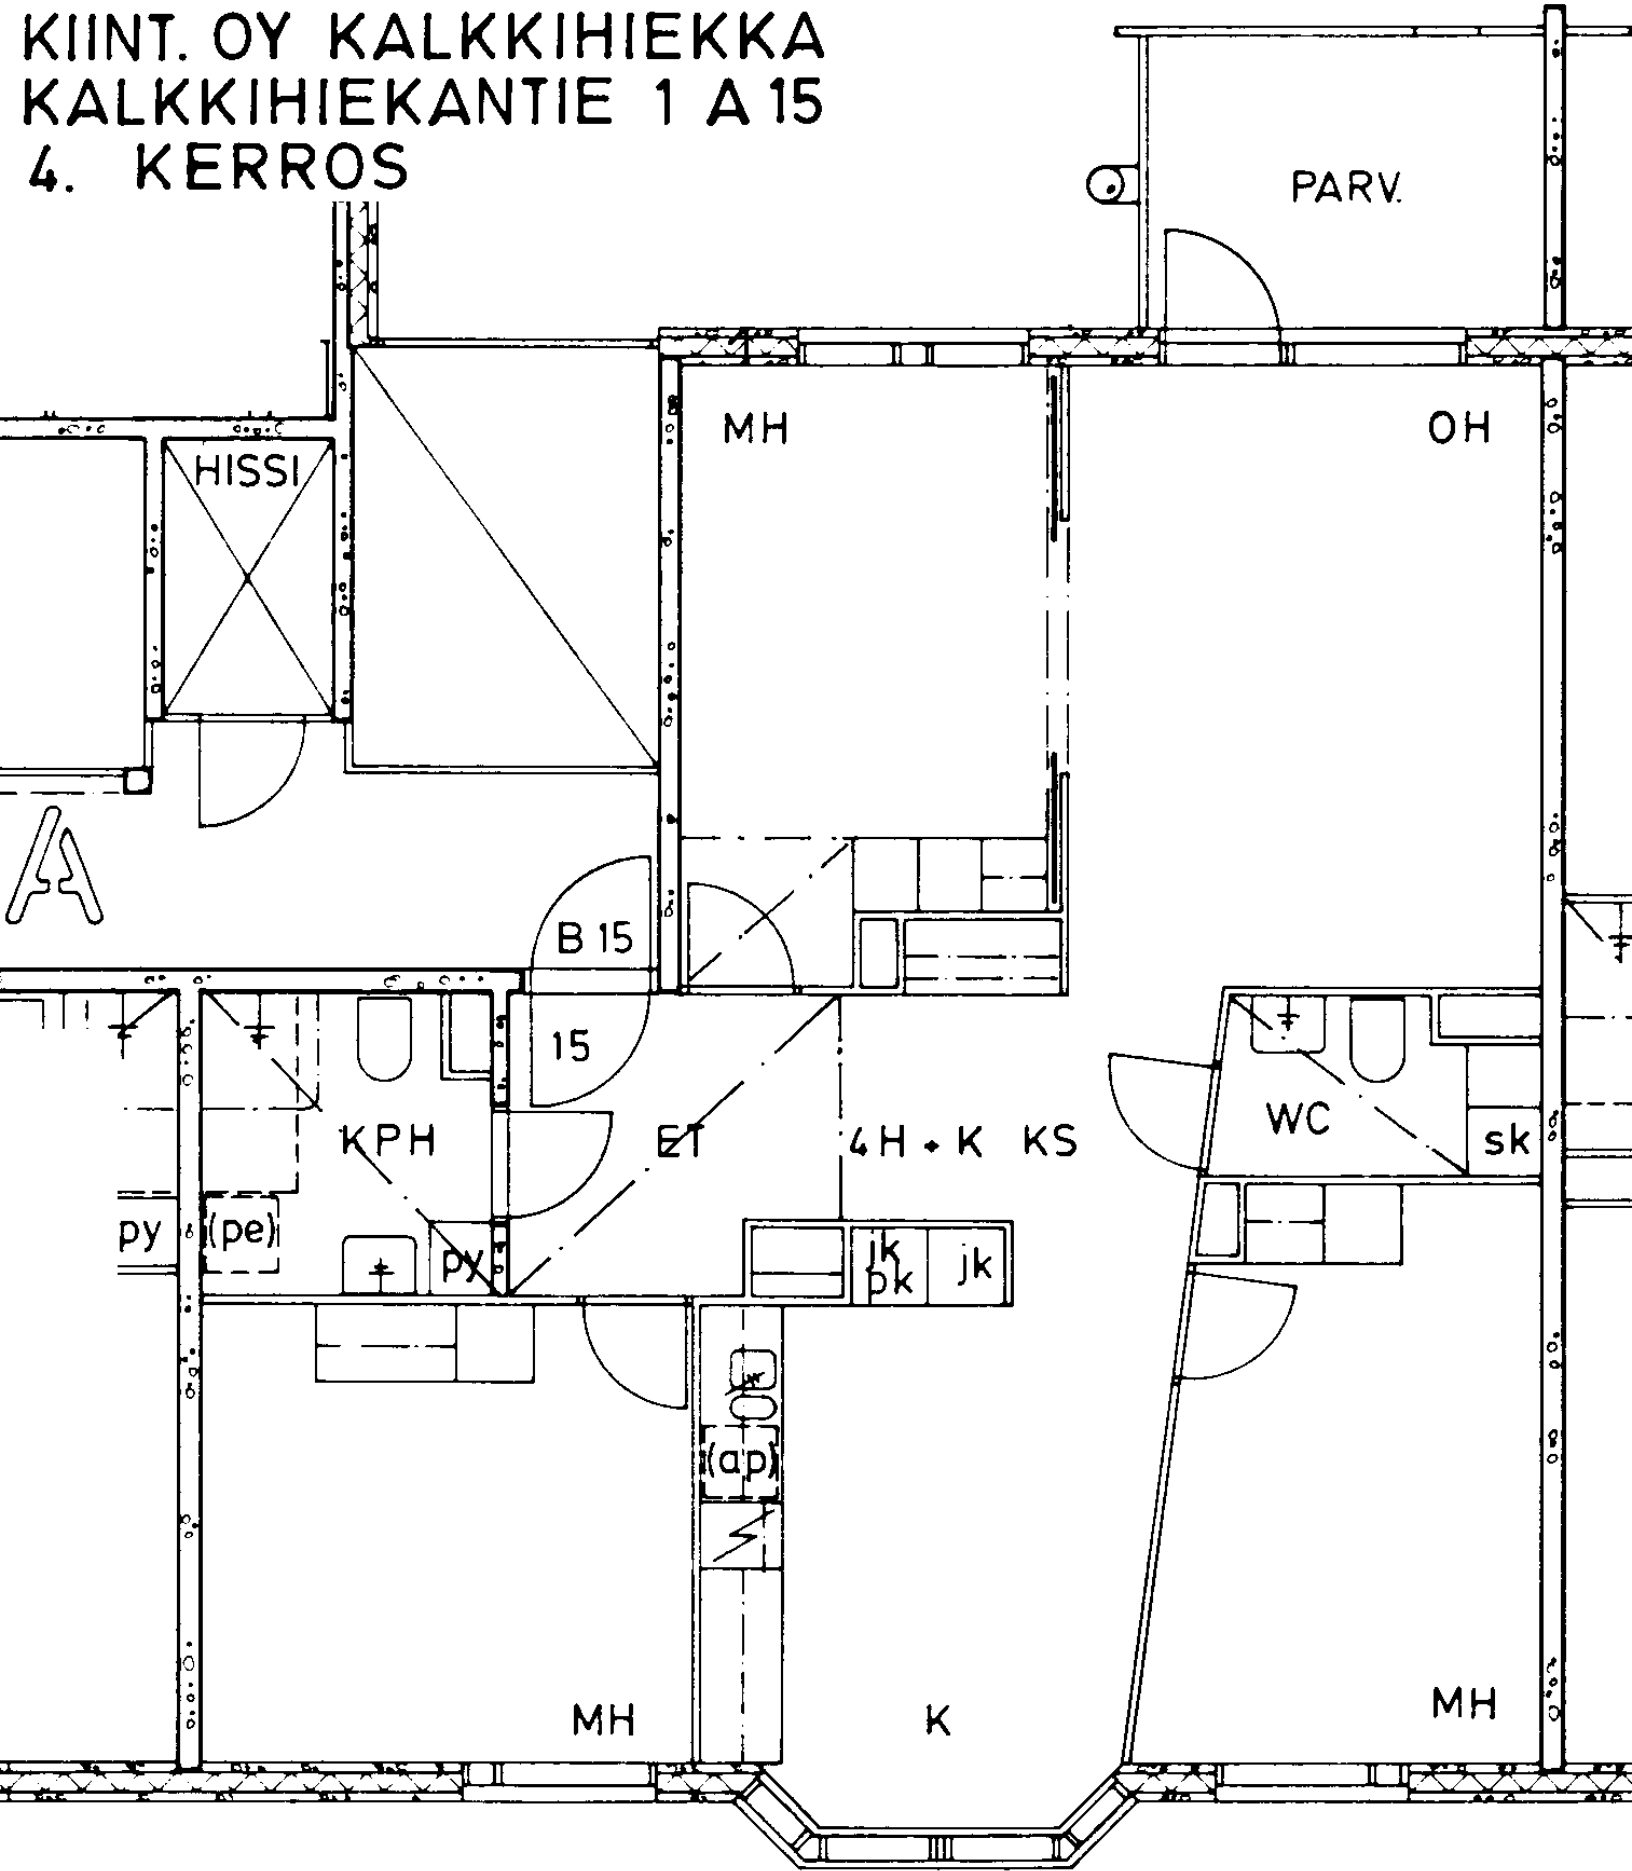 KIINT. OY KALKKIHIEKKA
KALKKIHIEKANTIE 1 A 15
4. KERROS
PARV.
MH
OH
HISSI
A
B 15
15
KPH
ET
4H + K KS
WC
sk
py
(pe)
py
jk
pk
jk
(ap)
MH
K
MH